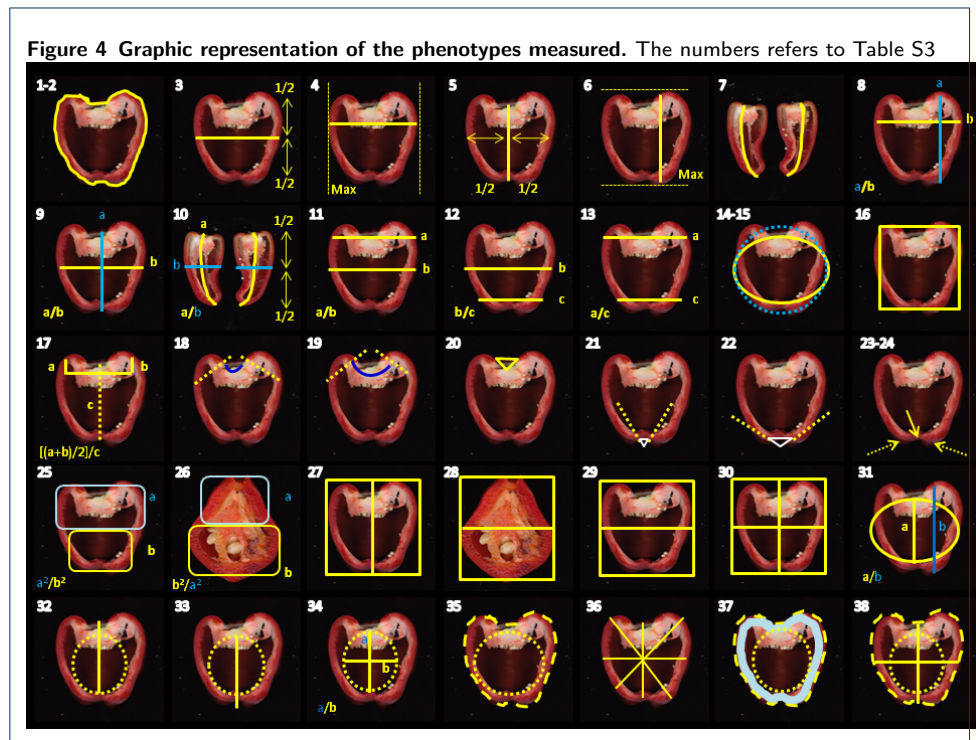 Figure 4 Graphic representation of the phenotypes measured. The numbers refers to Table S3
1-2
3
1/2
1/2
4
Max
5
1/2
1/2
6
Max
7
8
a
b
a/b
9
a
b
a/b
10
a
b
1/2
1/2
a/b
11
a
b
a/b
12
b
c
b/c
13
a
c
a/c
14-15
16
17
a
b
c
[(a+b)/2]/c
18
19
20
21
22
23-24
25
a
b
a²/b²
26
a
b
b²/a²
27
28
29
30
31
a
b
a/b
32
33
34
a
b
a/b
35
36
37
38